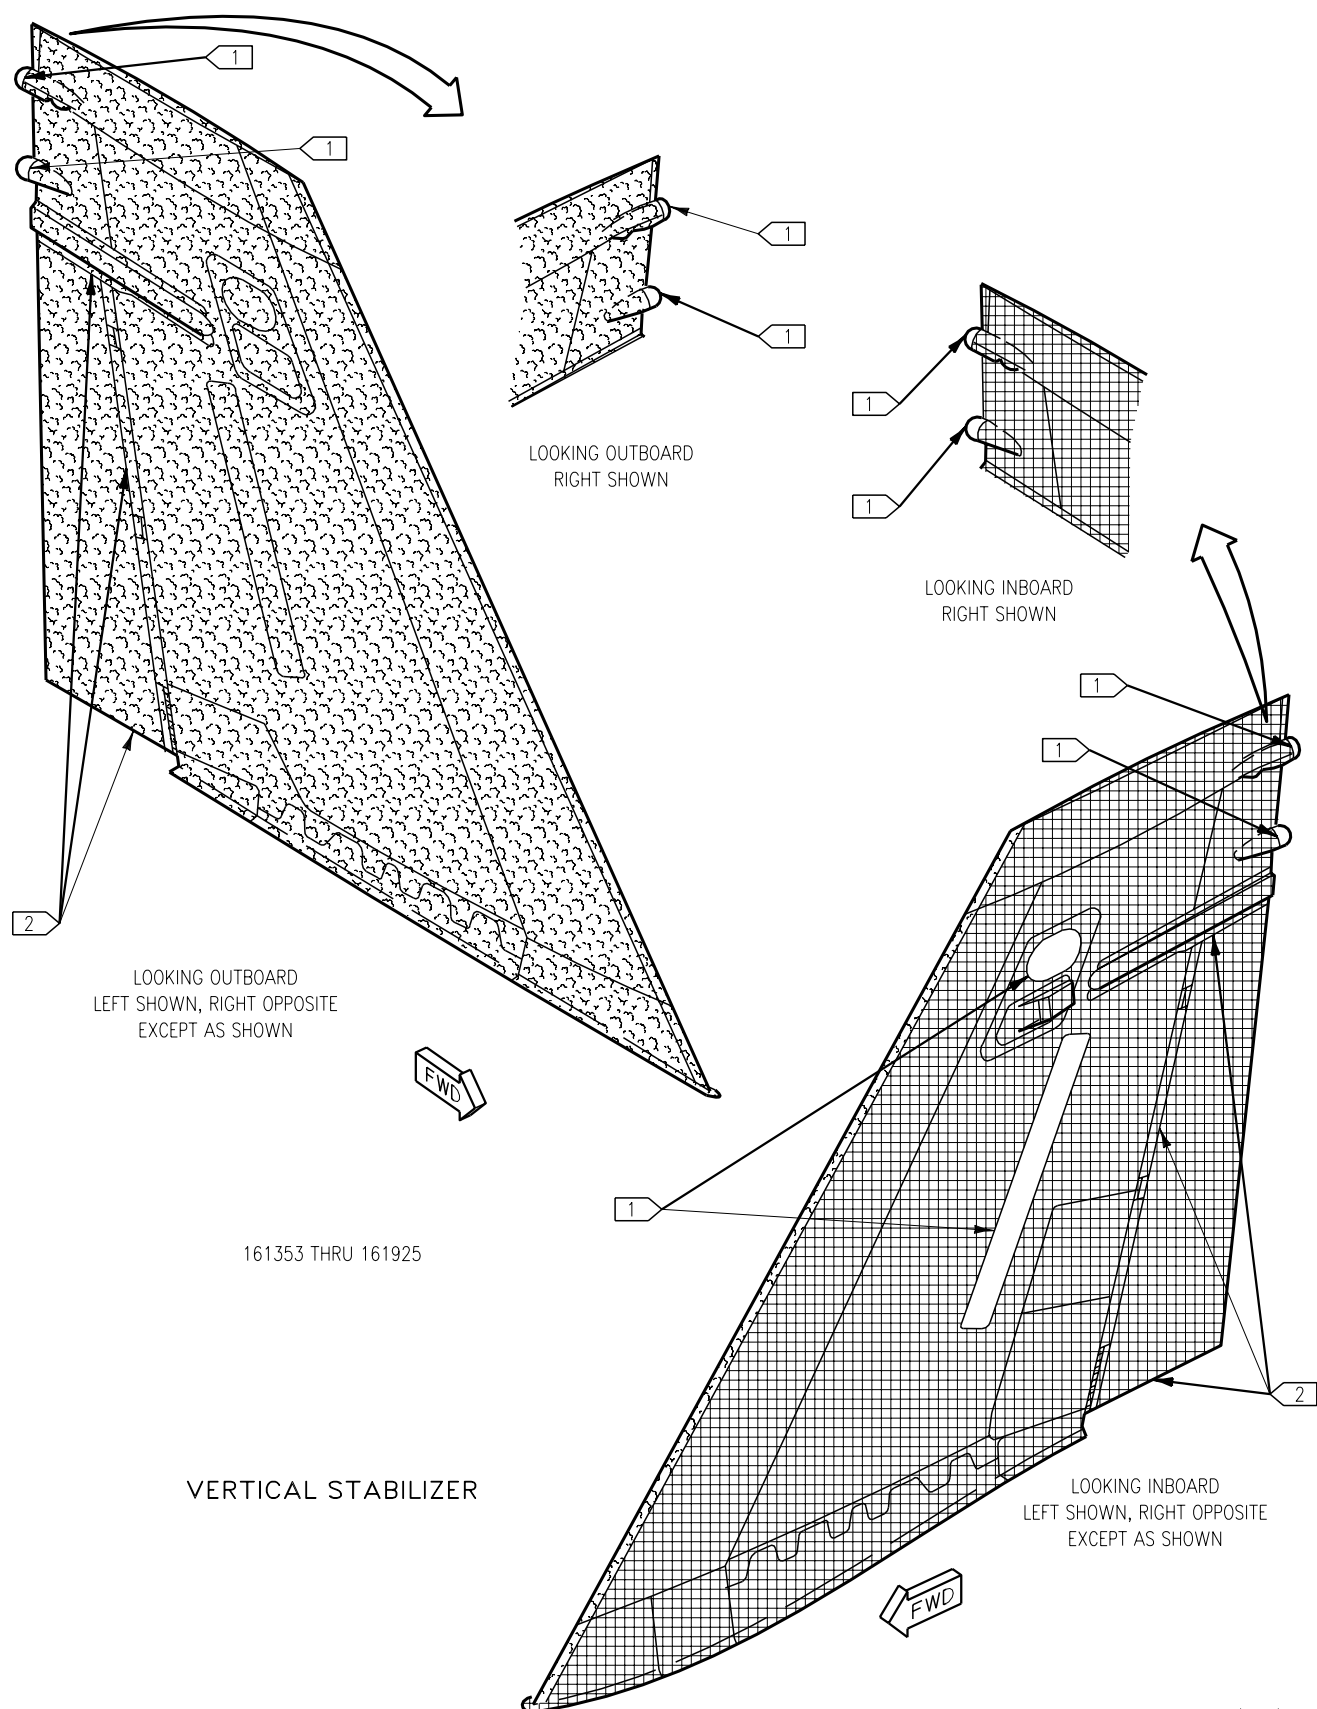 1
1
1
1
LOOKING OUTBOARD
RIGHT SHOWN
1
1
LOOKING INBOARD
RIGHT SHOWN
1
1
2
LOOKING OUTBOARD
LEFT SHOWN, RIGHT OPPOSITE
EXCEPT AS SHOWN
FWD
1
161353 THRU 161925
2
VERTICAL STABILIZER
LOOKING INBOARD
LEFT SHOWN, RIGHT OPPOSITE
EXCEPT AS SHOWN
FWD